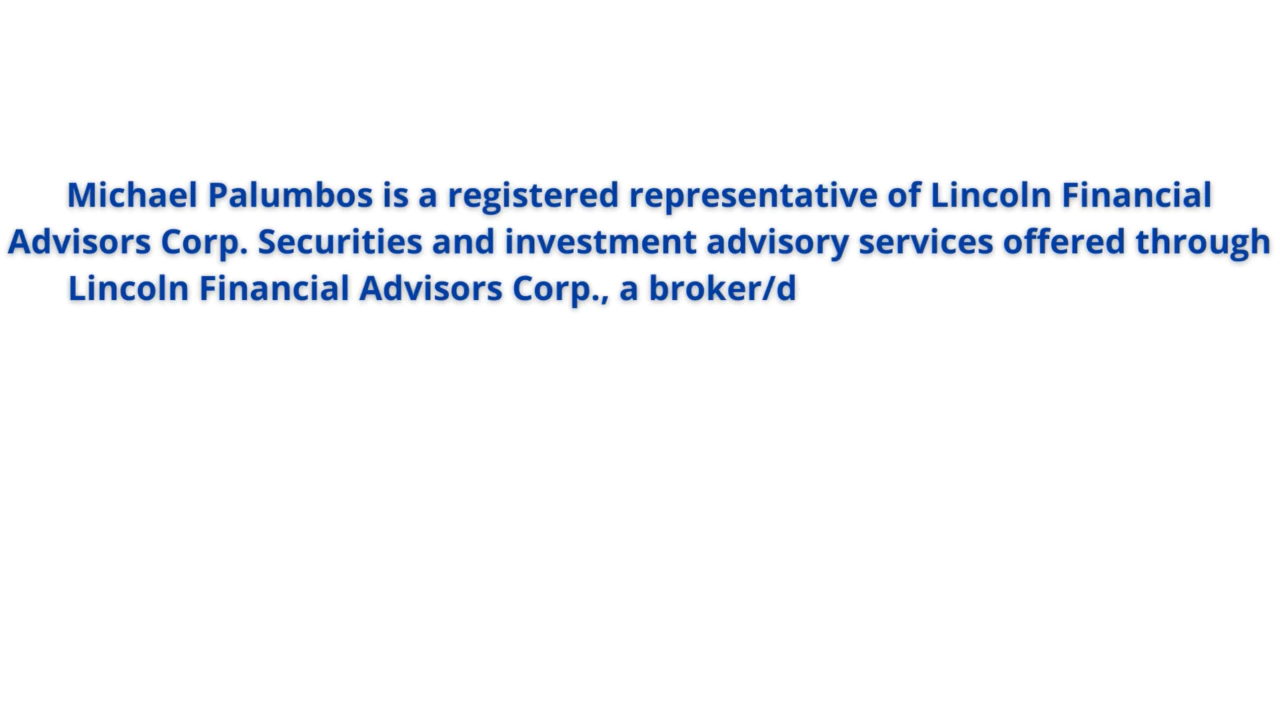 Michael Palumbos is a registered representative of Lincoln Financial
Advisors Corp. Securities and investment advisory services offered through
Lincoln Financial Advisors Corp., a broker/d